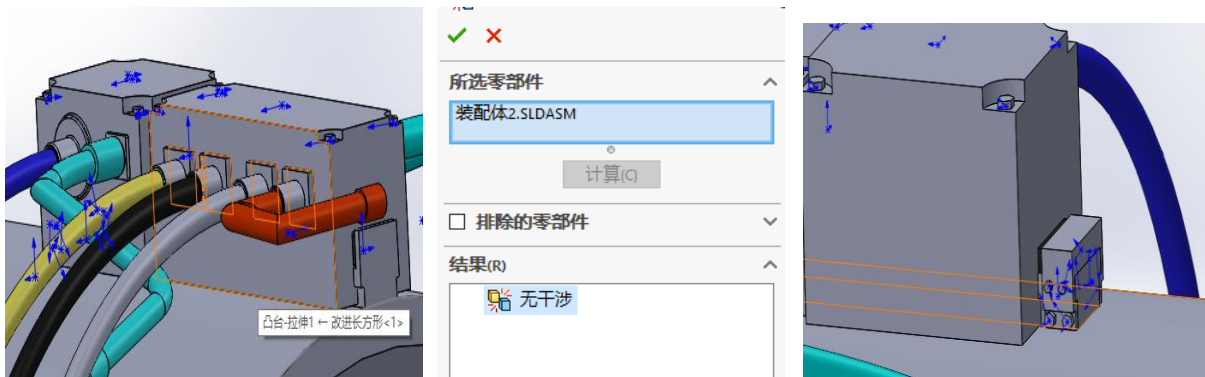 凸台-拉伸1 ← 改进长方形<1>
所选零部件
装配体2.SLDASM
计算(C)
排除的零部件
结果(R)
无干涉